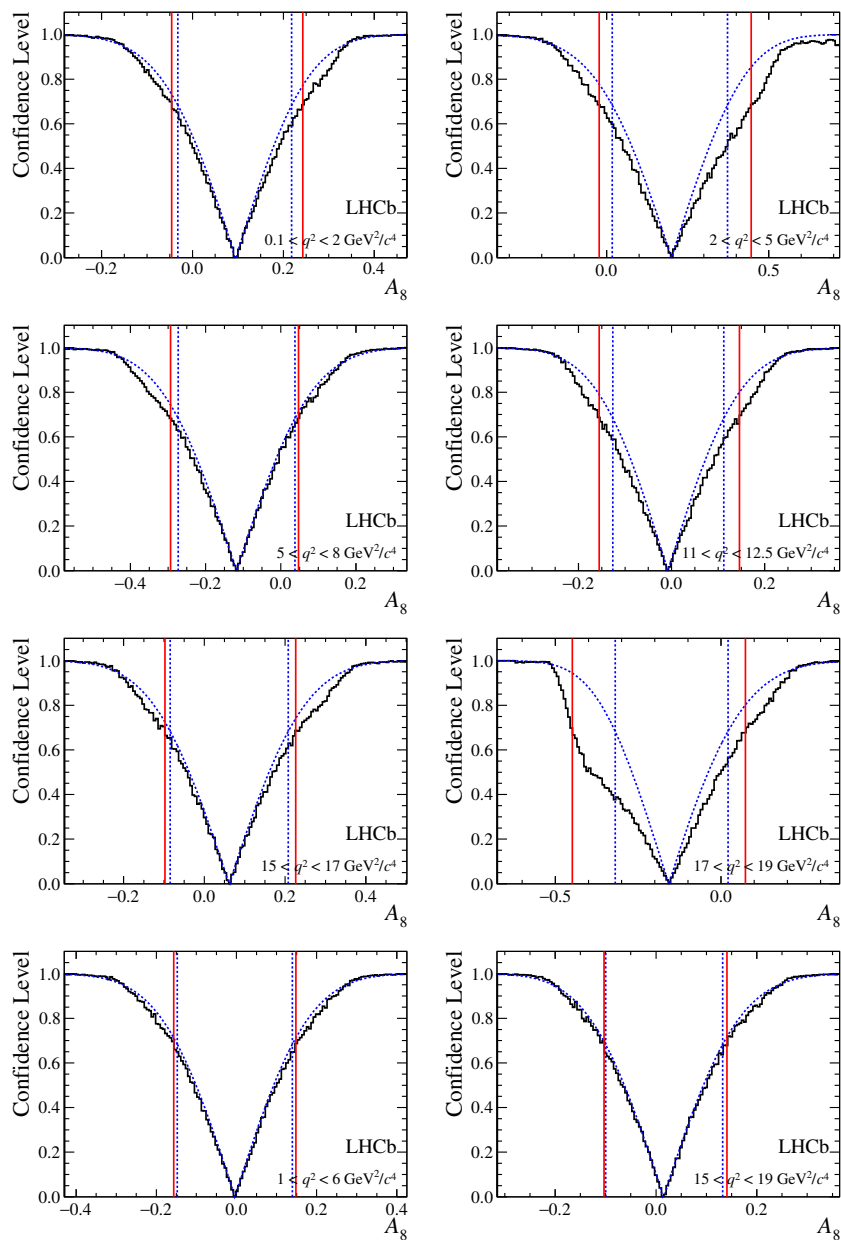 Confidence Level
1.0
0.8
0.6
0.4
0.2
0.0
LHCb
0.1 < q² < 2 GeV²/c⁴
−0.2 0.0 0.2 0.4
A₈
Confidence Level
1.0
0.8
0.6
0.4
0.2
0.0
LHCb
2 < q² < 5 GeV²/c⁴
0.0 0.5
A₈
Confidence Level
1.0
0.8
0.6
0.4
0.2
0.0
LHCb
5 < q² < 8 GeV²/c⁴
−0.4 −0.2 0.0 0.2
A₈
Confidence Level
1.0
0.8
0.6
0.4
0.2
0.0
LHCb
11 < q² < 12.5 GeV²/c⁴
−0.2 0.0 0.2
A₈
Confidence Level
1.0
0.8
0.6
0.4
0.2
0.0
LHCb
15 < q² < 17 GeV²/c⁴
−0.2 0.0 0.2 0.4
A₈
Confidence Level
1.0
0.8
0.6
0.4
0.2
0.0
LHCb
17 < q² < 19 GeV²/c⁴
−0.5 0.0
A₈
Confidence Level
1.0
0.8
0.6
0.4
0.2
0.0
LHCb
1 < q² < 6 GeV²/c⁴
−0.4 −0.2 0.0 0.2 0.4
A₈
Confidence Level
1.0
0.8
0.6
0.4
0.2
0.0
LHCb
15 < q² < 19 GeV²/c⁴
−0.2 0.0 0.2
A₈